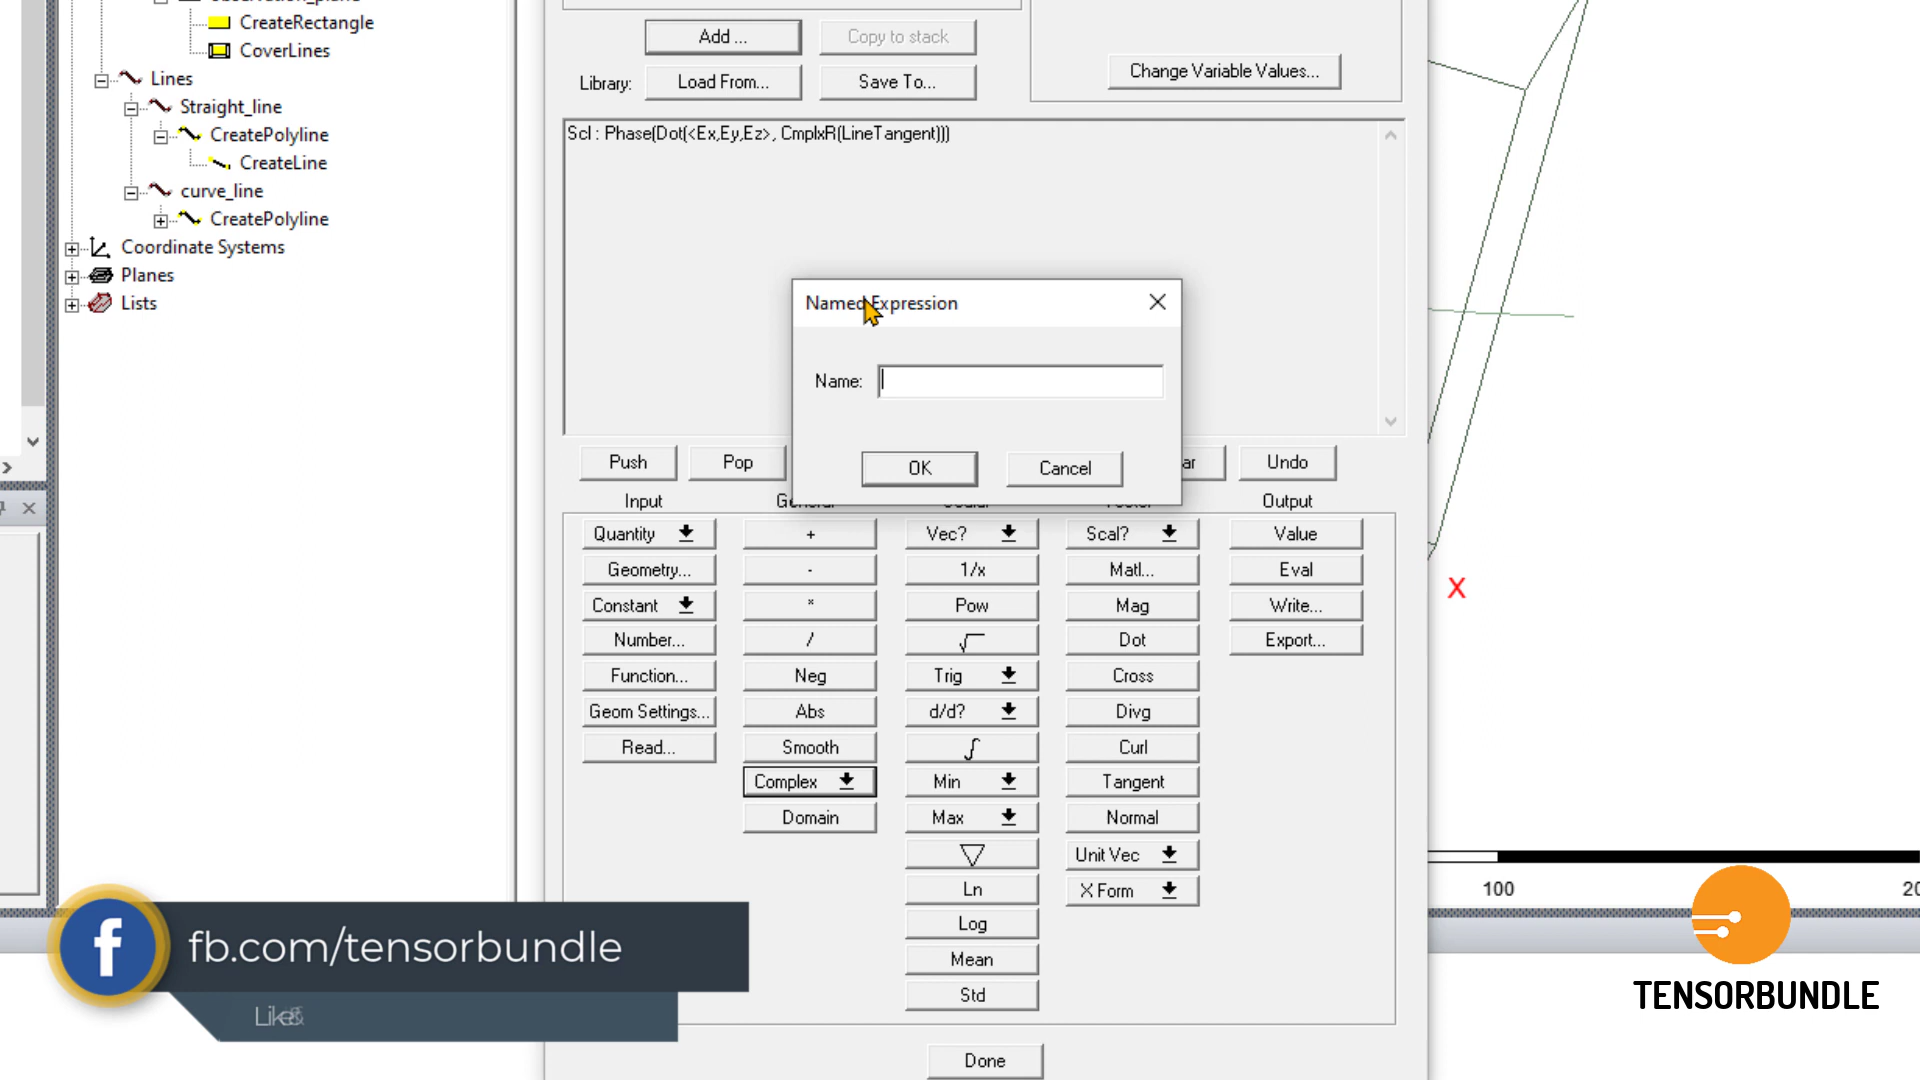 CreateRectangle
CoverLines
Lines
Straight_line
CreatePolyline
CreateLine
curve_line
CreatePolyline
Coordinate Systems
Planes
Lists
Add ...
Copy to stack
Library:
Load From...
Save To...
Change Variable Values...
Scl : Phase(Dot(<Ex,Ey,Ez>, CmplxR(LineTangent)))
Named Expression
Name:
OK
Cancel
Push
Pop
Undo
Input
Output
Quantity
+
Vec?
Scal?
Value
Geometry...
-
1/x
Matl...
Eval
Constant
*
Pow
Mag
Write...
Number...
/
√
Dot
Export...
Function...
Neg
Trig
Cross
Geom Settings...
Abs
d/d?
Divg
Read...
Smooth
∫
Curl
Complex
Min
Tangent
Domain
Max
Normal
▽
Unit Vec
Ln
X Form
Log
Mean
Std
Done
X
100
fb.com/tensorbundle
TENSORBUNDLE